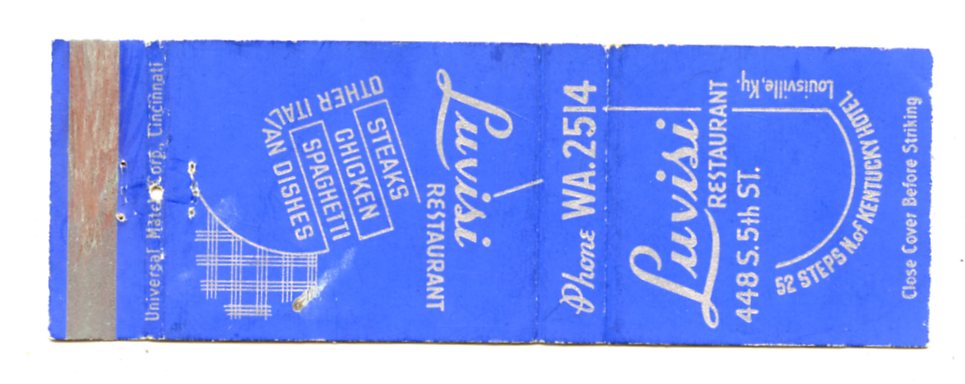 Universal Match Corp., Cincinnati
STEAKS
CHICKEN
SPAGHETTI
OTHER ITALIAN DISHES
Luvisi
RESTAURANT
Phone WA.2514
Luvisi
RESTAURANT
448 S. 5th ST.
Louisville, Ky.
52 STEPS N. of KENTUCKY HOTEL
Close Cover Before Striking